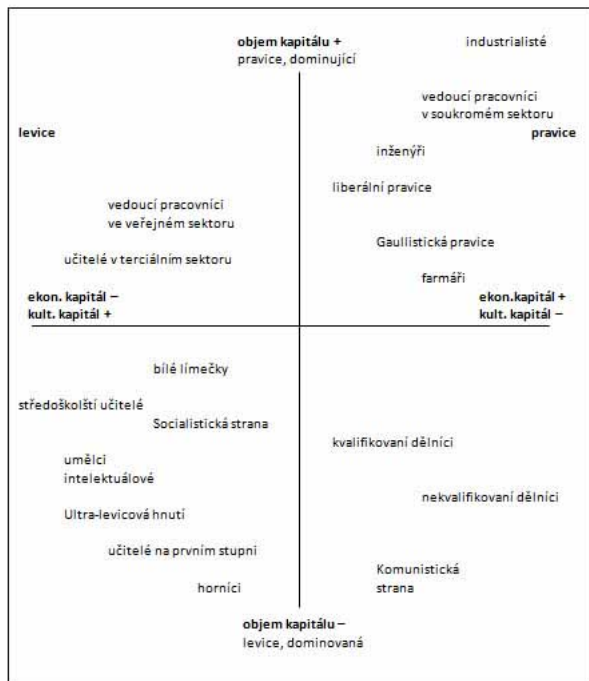 objem kapitálu +
industrialisté
pravice, dominující
vedoucí pracovníci
v soukromém sektoru
levice
pravice
inženýři
liberální pravice
vedoucí pracovníci
ve veřejném sektoru
Gaullistická pravice
učitelé v terciálním sektoru
farmáři
ekon. kapitál –
kult. kapitál +
ekon.kapitál +
kult. kapitál –
bílé límečky
středoškolští učitelé
Socialistická strana
kvalifikovaní dělníci
umělci
intelektuálové
nekvalifikovaní dělníci
Ultra-levicová hnutí
učitelé na prvním stupni
Komunistická
strana
horníci
objem kapitálu –
levice, dominovaná